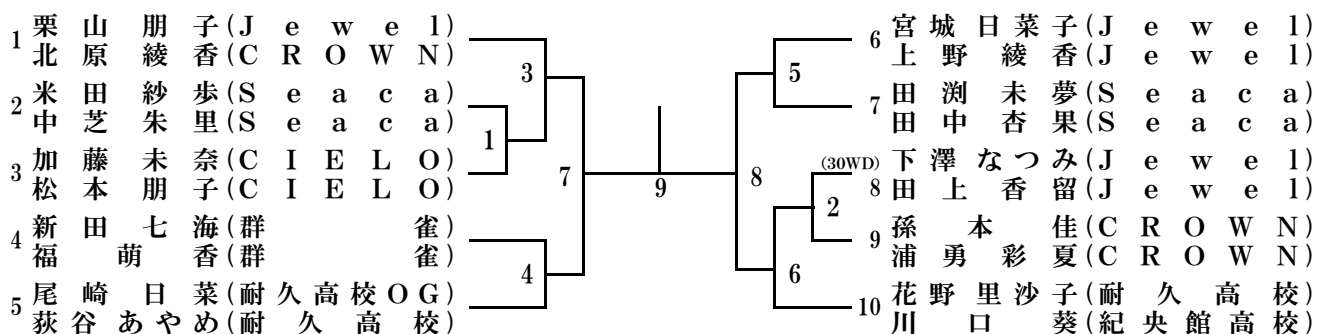 1 栗山朋子(Jewel)
北原綾香(CROWN)
2 米田紗歩(Seaca)
中芝朱里(Seaca)
3 加藤未奈(CIELO)
松本朋子(CIELO)
4 新田七海(群雀)
福萌香(群雀)
5 尾崎日菜(耐久高校OG)
荻谷あやめ(耐久高校)
3
1
7
4
9
8
5
2
6
6 宮城日菜子(Jewel)
上野綾香(Jewel)
7 田渕未夢(Seaca)
田中杏果(Seaca)
(30WD)
8 下澤なつみ(Jewel)
田上香留(Jewel)
9 孫本佳(CROWN)
浦勇彩夏(CROWN)
10 花野里沙子(耐久高校)
川口葵(紀央館高校)